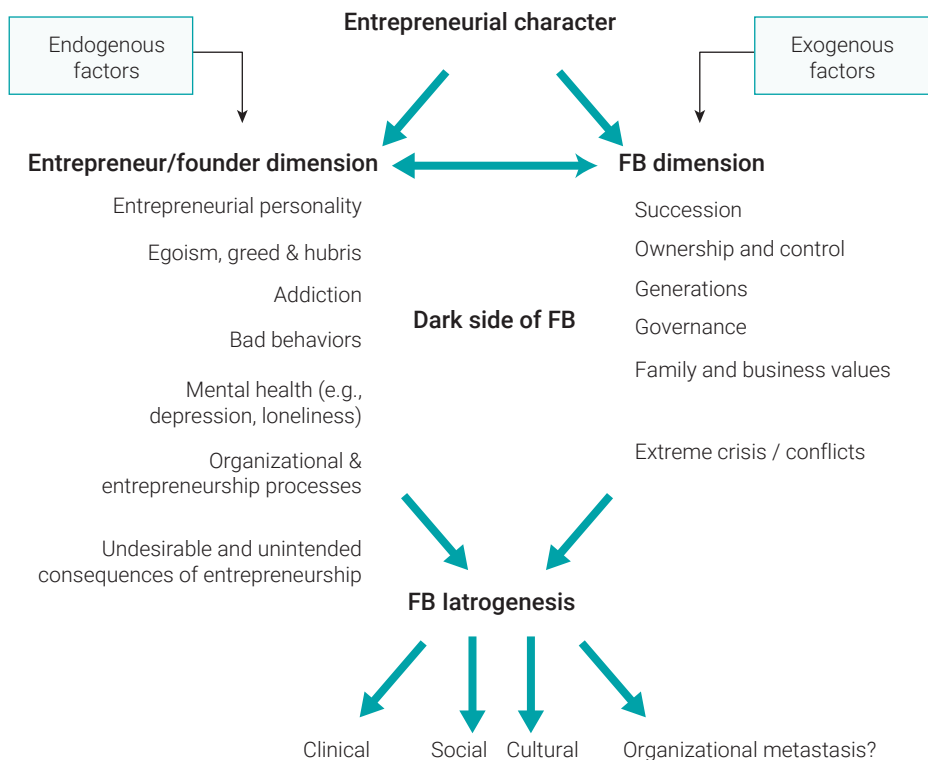 Entrepreneurial character
Endogenous
factors
Exogenous
factors
Entrepreneur/founder dimension
FB dimension
Entrepreneurial personality
Egoism, greed & hubris
Addiction
Bad behaviors
Mental health (e.g.,
depression, loneliness)
Organizational &
entrepreneurship processes
Undesirable and unintended
consequences of entrepreneurship
Dark side of FB
Succession
Ownership and control
Generations
Governance
Family and business values
Extreme crisis / conflicts
FB Iatrogenesis
Clinical
Social
Cultural
Organizational metastasis?